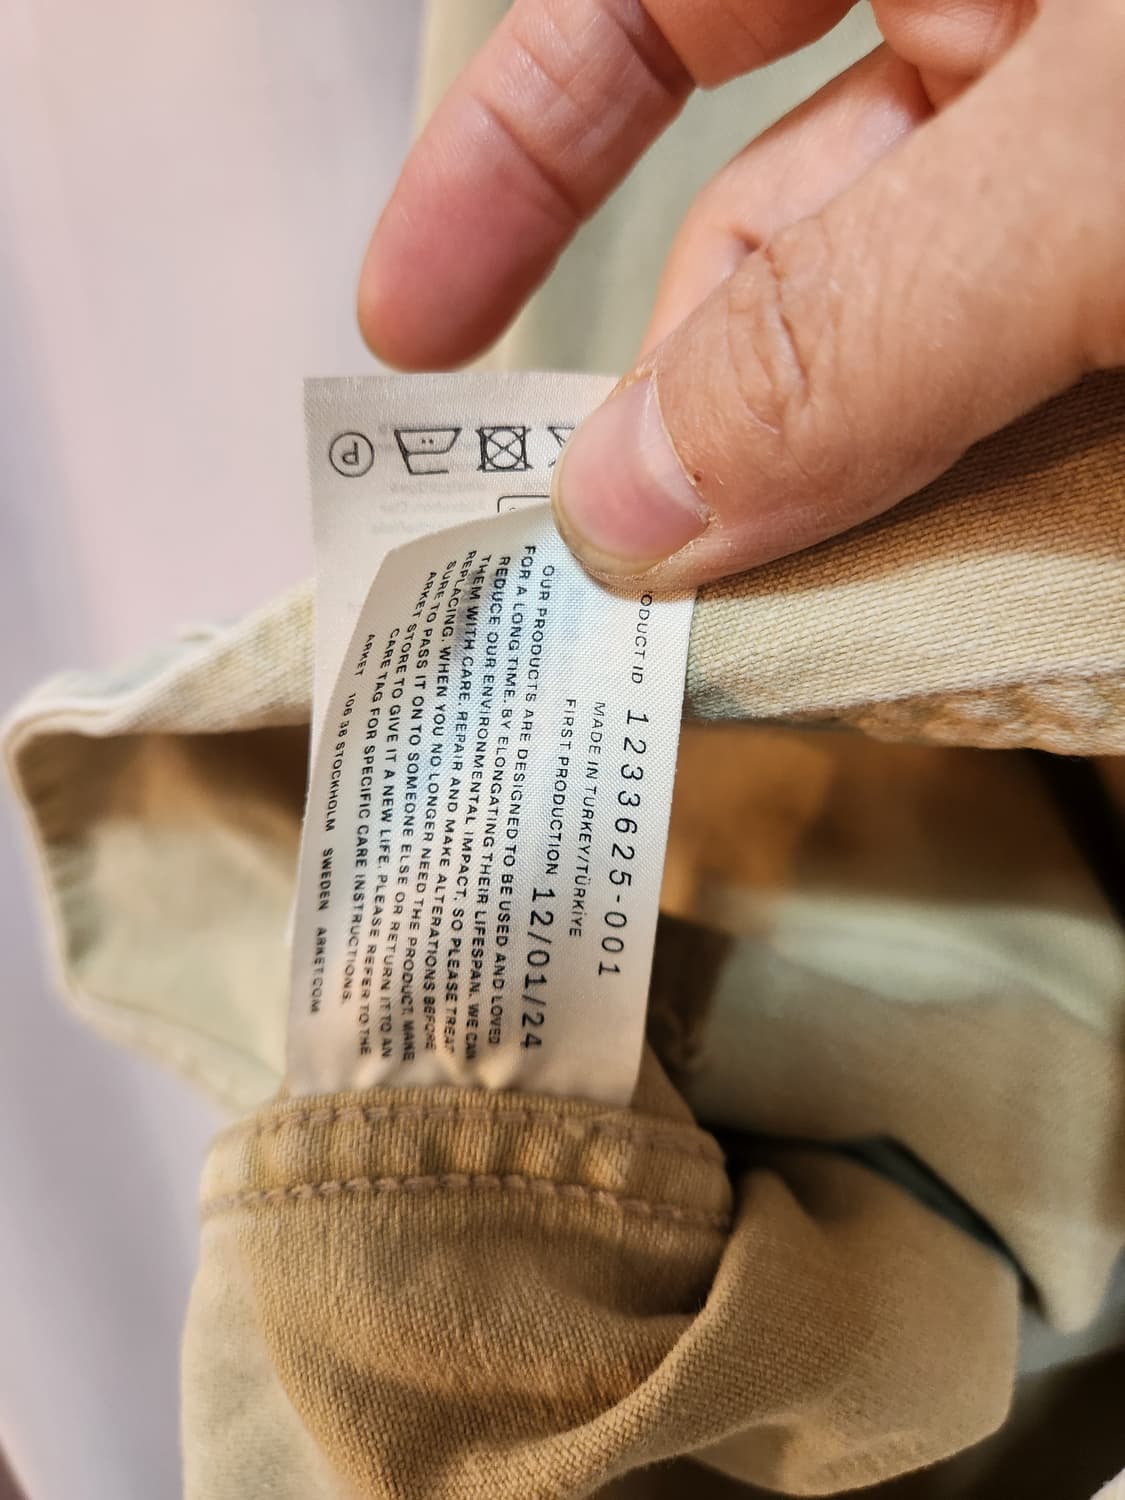 ODUCT ID 1233625-001
MADE IN TURKEY/TÜRKİYE
FIRST PRODUCTION 12/01/24
OUR PRODUCTS ARE DESIGNED TO BE USED AND LOVED
FOR A LONG TIME. BY ELONGATING THEIR LIFESPAN, WE CAN
REDUCE OUR ENVIRONMENTAL IMPACT, SO PLEASE TREAT
THEM WITH CARE. REPAIR AND MAKE ALTERATIONS BEFORE
REPLACING. WHEN YOU NO LONGER NEED THE PRODUCT, MAKE
SURE TO PASS IT ON TO SOMEONE ELSE OR RETURN IT TO AN
ARKET STORE TO GIVE IT A NEW LIFE. PLEASE REFER TO THE
CARE TAG FOR SPECIFIC CARE INSTRUCTIONS.
ARKET 106 38 STOCKHOLM SWEDEN ARKET.COM
P